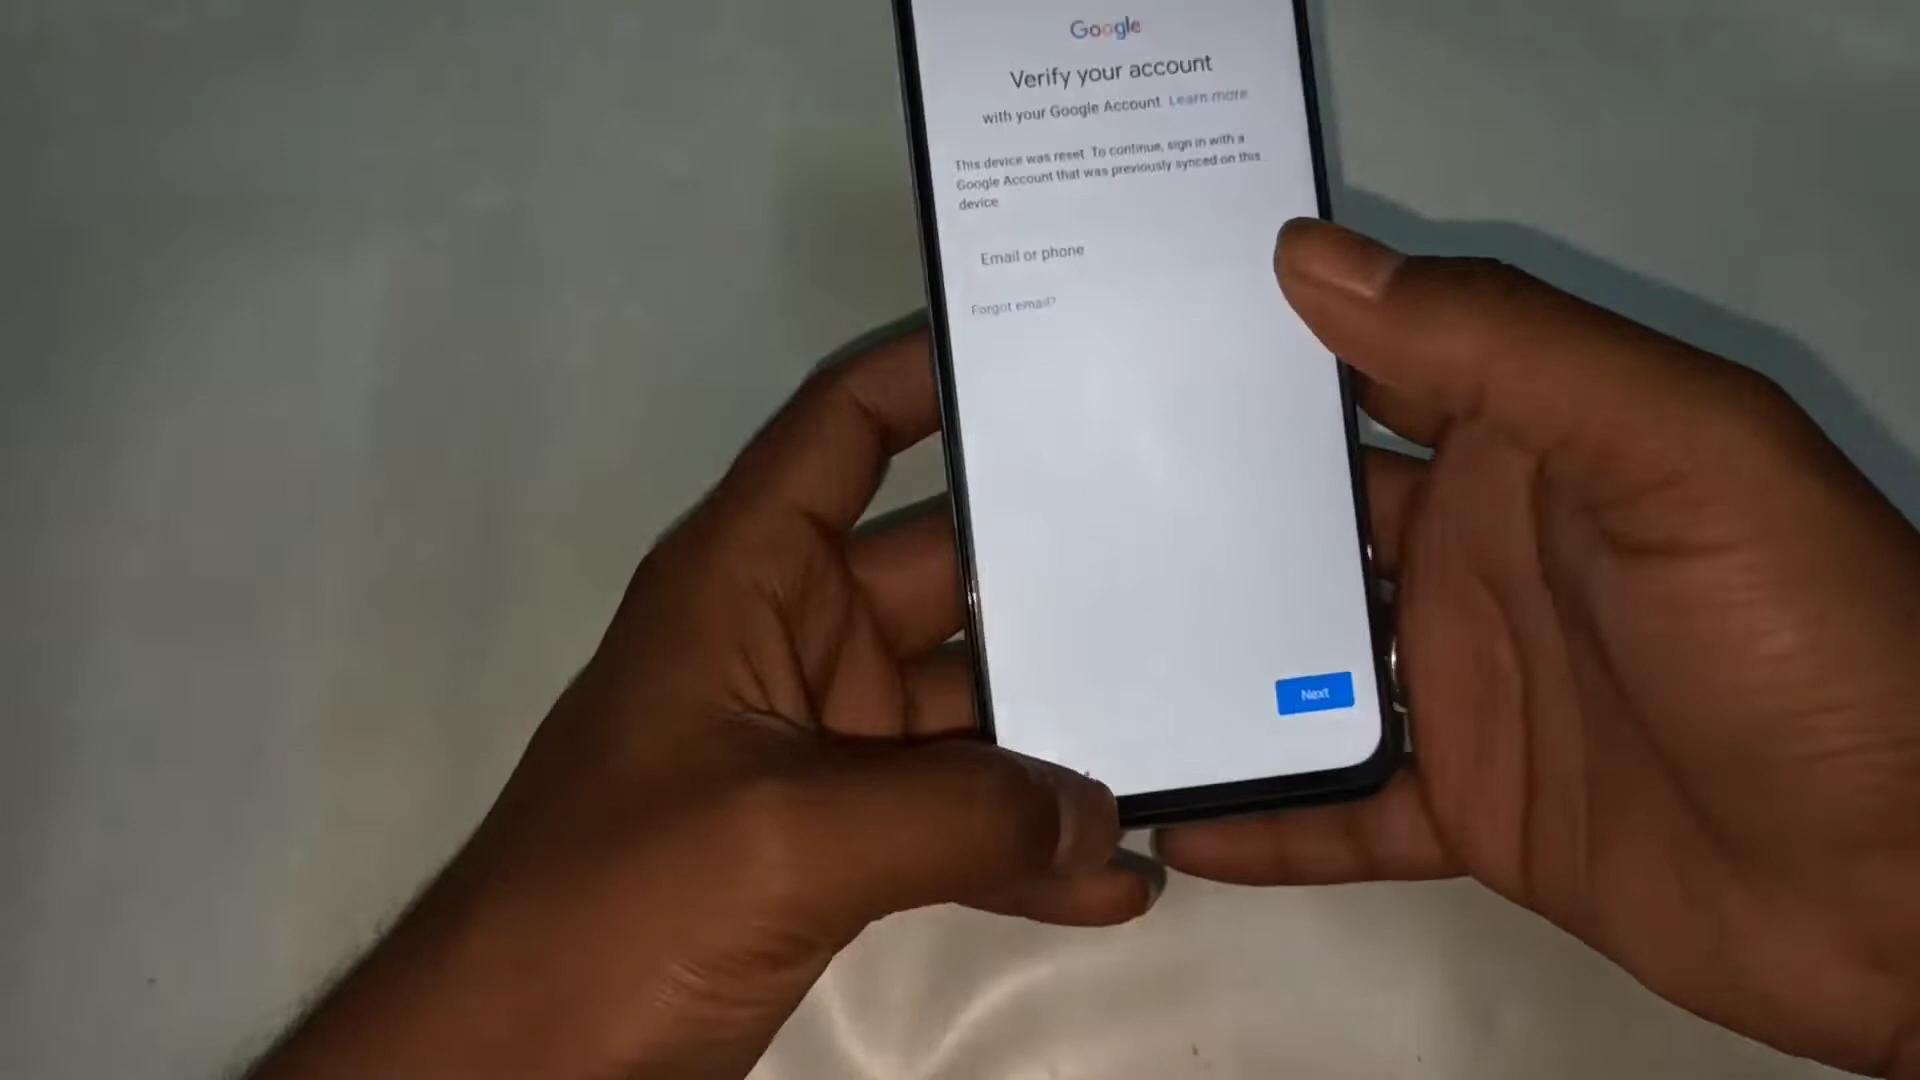 Google
Verify your account
with your Google Account. Learn more
This device was reset. To continue, sign in with a
Google Account that was previously synced on this
device.
Email or phone
Forgot email?
Next